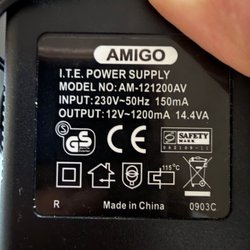 AMIGO
I.T.E. POWER SUPPLY
MODEL NO: AM-121200AV
INPUT: 230V~50Hz 150mA
OUTPUT: 12V~1200mA 14.4VA
GS SAFETY
115°C
R Made in China 0903C